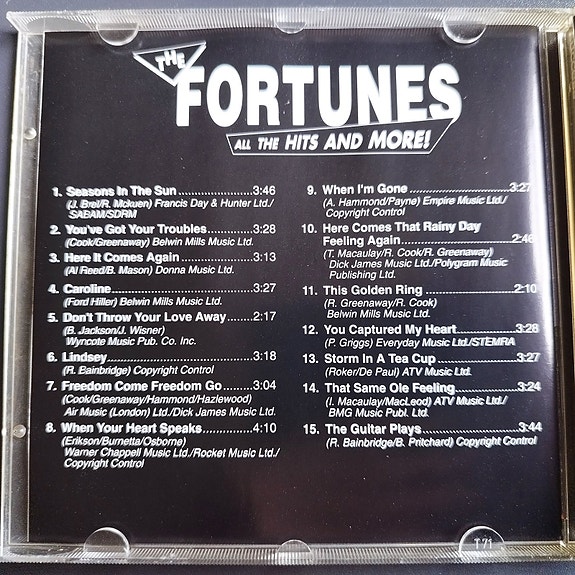 THE
FORTUNES
ALL THE HITS AND MORE!
1. Seasons In The Sun ........................3:46
(J. Brel/R. Mckuen) Francis Day & Hunter Ltd./
SABAM/SDRM
2. You've Got Your Troubles .............3:28
(Cook/Greenaway) Belwin Mills Music Ltd.
3. Here It Comes Again .....................3:13
(Al Reed/B. Mason) Donna Music Ltd.
4. Caroline ...........................................3:27
(Ford Hiller) Belwin Mills Music Ltd.
5. Don't Throw Your Love Away .......2:17
(B. Jackson/J. Wisner)
Wyncote Music Pub. Co. Inc.
6. Lindsey ............................................3:18
(R. Bainbridge) Copyright Control
7. Freedom Come Freedom Go ........3:04
(Cook/Greenaway/Hammond/Hazlewood)
Air Music (London) Ltd./Dick James Music Ltd.
8. When Your Heart Speaks ..............4:10
(Erikson/Burnetta/Osborne)
Warner Chappell Music Ltd./Rocket Music Ltd./
Copyright Control
9. When I'm Gone ..............................3:27
(A. Hammond/Payne) Empire Music Ltd./
Copyright Control
10. Here Comes That Rainy Day
Feeling Again .................................2:46
(T. Macaulay/R. Cook/R. Greenaway)
Dick James Music Ltd./Polygram Music
Publishing Ltd.
11. This Golden Ring ...........................2:10
(R. Greenaway/R. Cook)
Belwin Mills Music Ltd.
12. You Captured My Heart .................3:28
(P. Griggs) Everyday Music Ltd./STEMRA
13. Storm In A Tea Cup ........................3:27
(Roker/De Paul) ATV Music Ltd.
14. That Same Ole Feeling...................3:24
(I. Macaulay/MacLeod) ATV Music Ltd./
BMG Music Publ. Ltd.
15. The Guitar Plays .............................3:44
(R. Bainbridge/B. Pritchard) Copyright Control
T 71